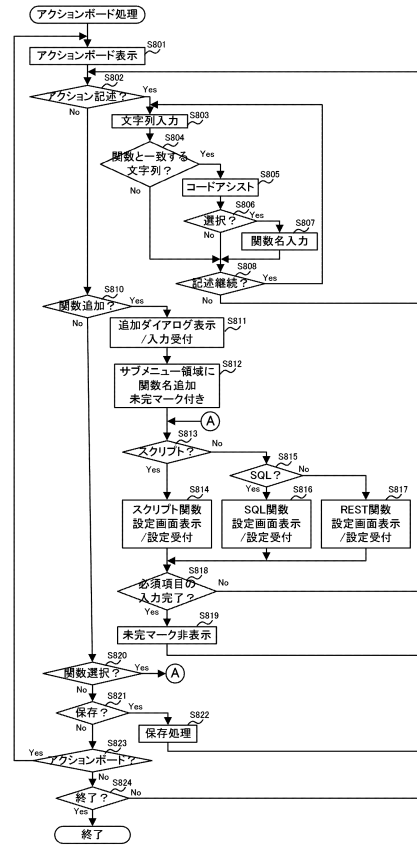 アクションボード処理
S801
アクションボード表示
S802
アクション記述？
Yes
No
S803
文字列入力
S804
関数と一致する
文字列？
Yes
No
S805
コードアシスト
S806
選択？
Yes
No
S807
関数名入力
S808
記述継続？
Yes
No
S810
関数追加？
Yes
No
S811
追加ダイアログ表示
/入力受付
S812
サブメニュー領域に
関数名追加
未完マーク付き
A
S813
スクリプト？
No
Yes
S815
SQL？
No
Yes
S814
スクリプト関数
設定画面表示
/設定受付
S816
SQL関数
設定画面表示
/設定受付
S817
REST関数
設定画面表示
/設定受付
S818
必須項目の
入力完了？
No
Yes
S819
未完マーク非表示
S820
関数選択？
Yes
A
No
S821
保存？
Yes
No
S822
保存処理
S823
アクションボード？
Yes
No
S824
終了？
No
Yes
終了